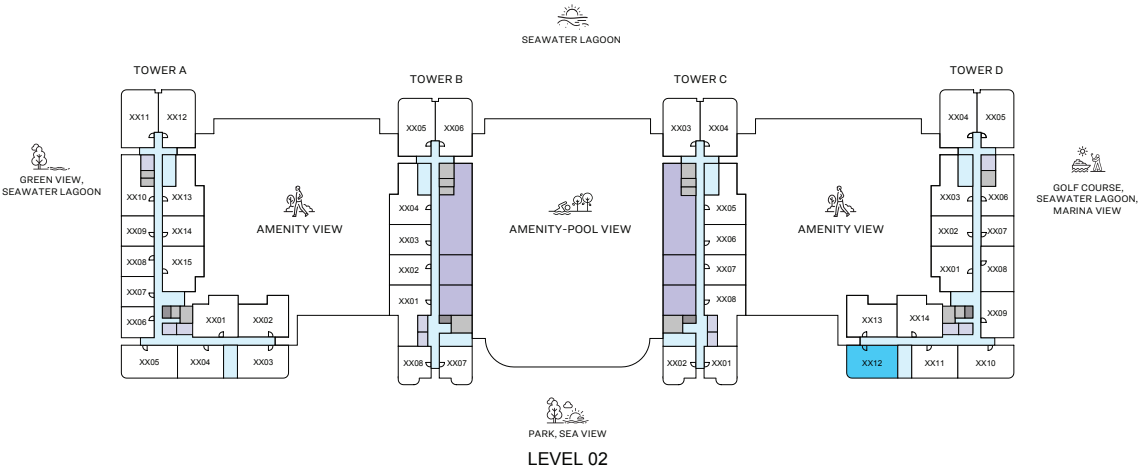 SEAWATER LAGOON
TOWER A
TOWER B
TOWER C
TOWER D
XX11
XX12
XX10
XX13
XX09
XX14
XX08
XX15
XX07
XX06
XX01
XX02
XX05
XX04
XX03
XX05
XX06
XX04
XX03
XX02
XX01
XX08
XX07
XX03
XX04
XX05
XX06
XX07
XX08
XX02
XX01
XX04
XX05
XX03
XX06
XX02
XX07
XX01
XX08
XX09
XX13
XX14
XX12
XX11
XX10
GREEN VIEW,
SEAWATER LAGOON
AMENITY VIEW
AMENITY-POOL VIEW
AMENITY VIEW
GOLF COURSE,
SEAWATER LAGOON,
MARINA VIEW
PARK, SEA VIEW
LEVEL 02